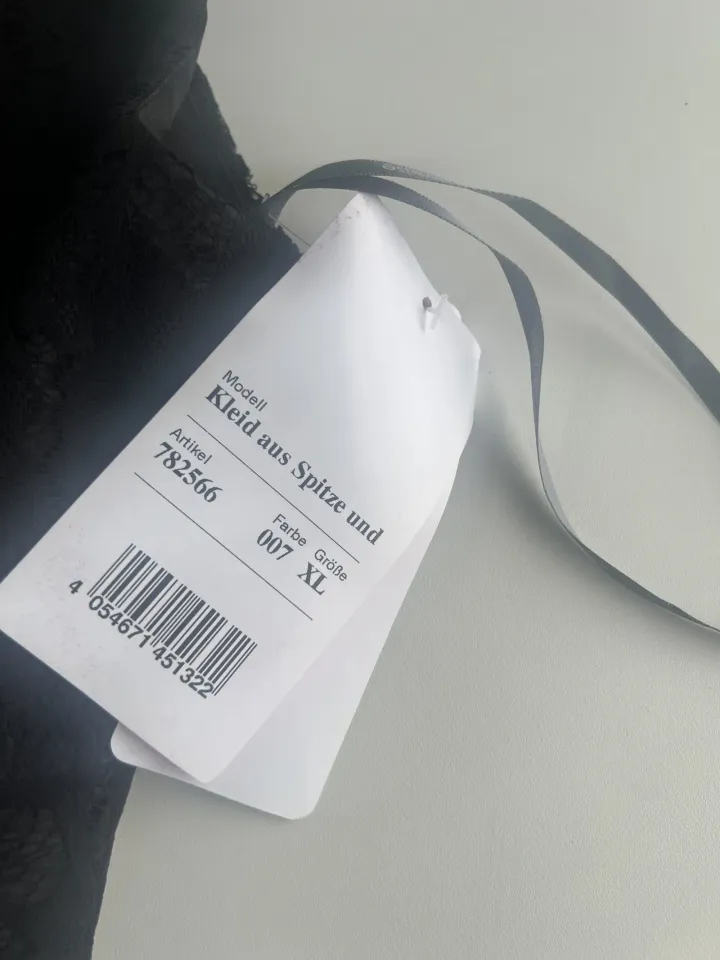 Modell
Kleid aus Spitze und
Artikel Farbe Größe
782566 007 XL
4 054671 451322